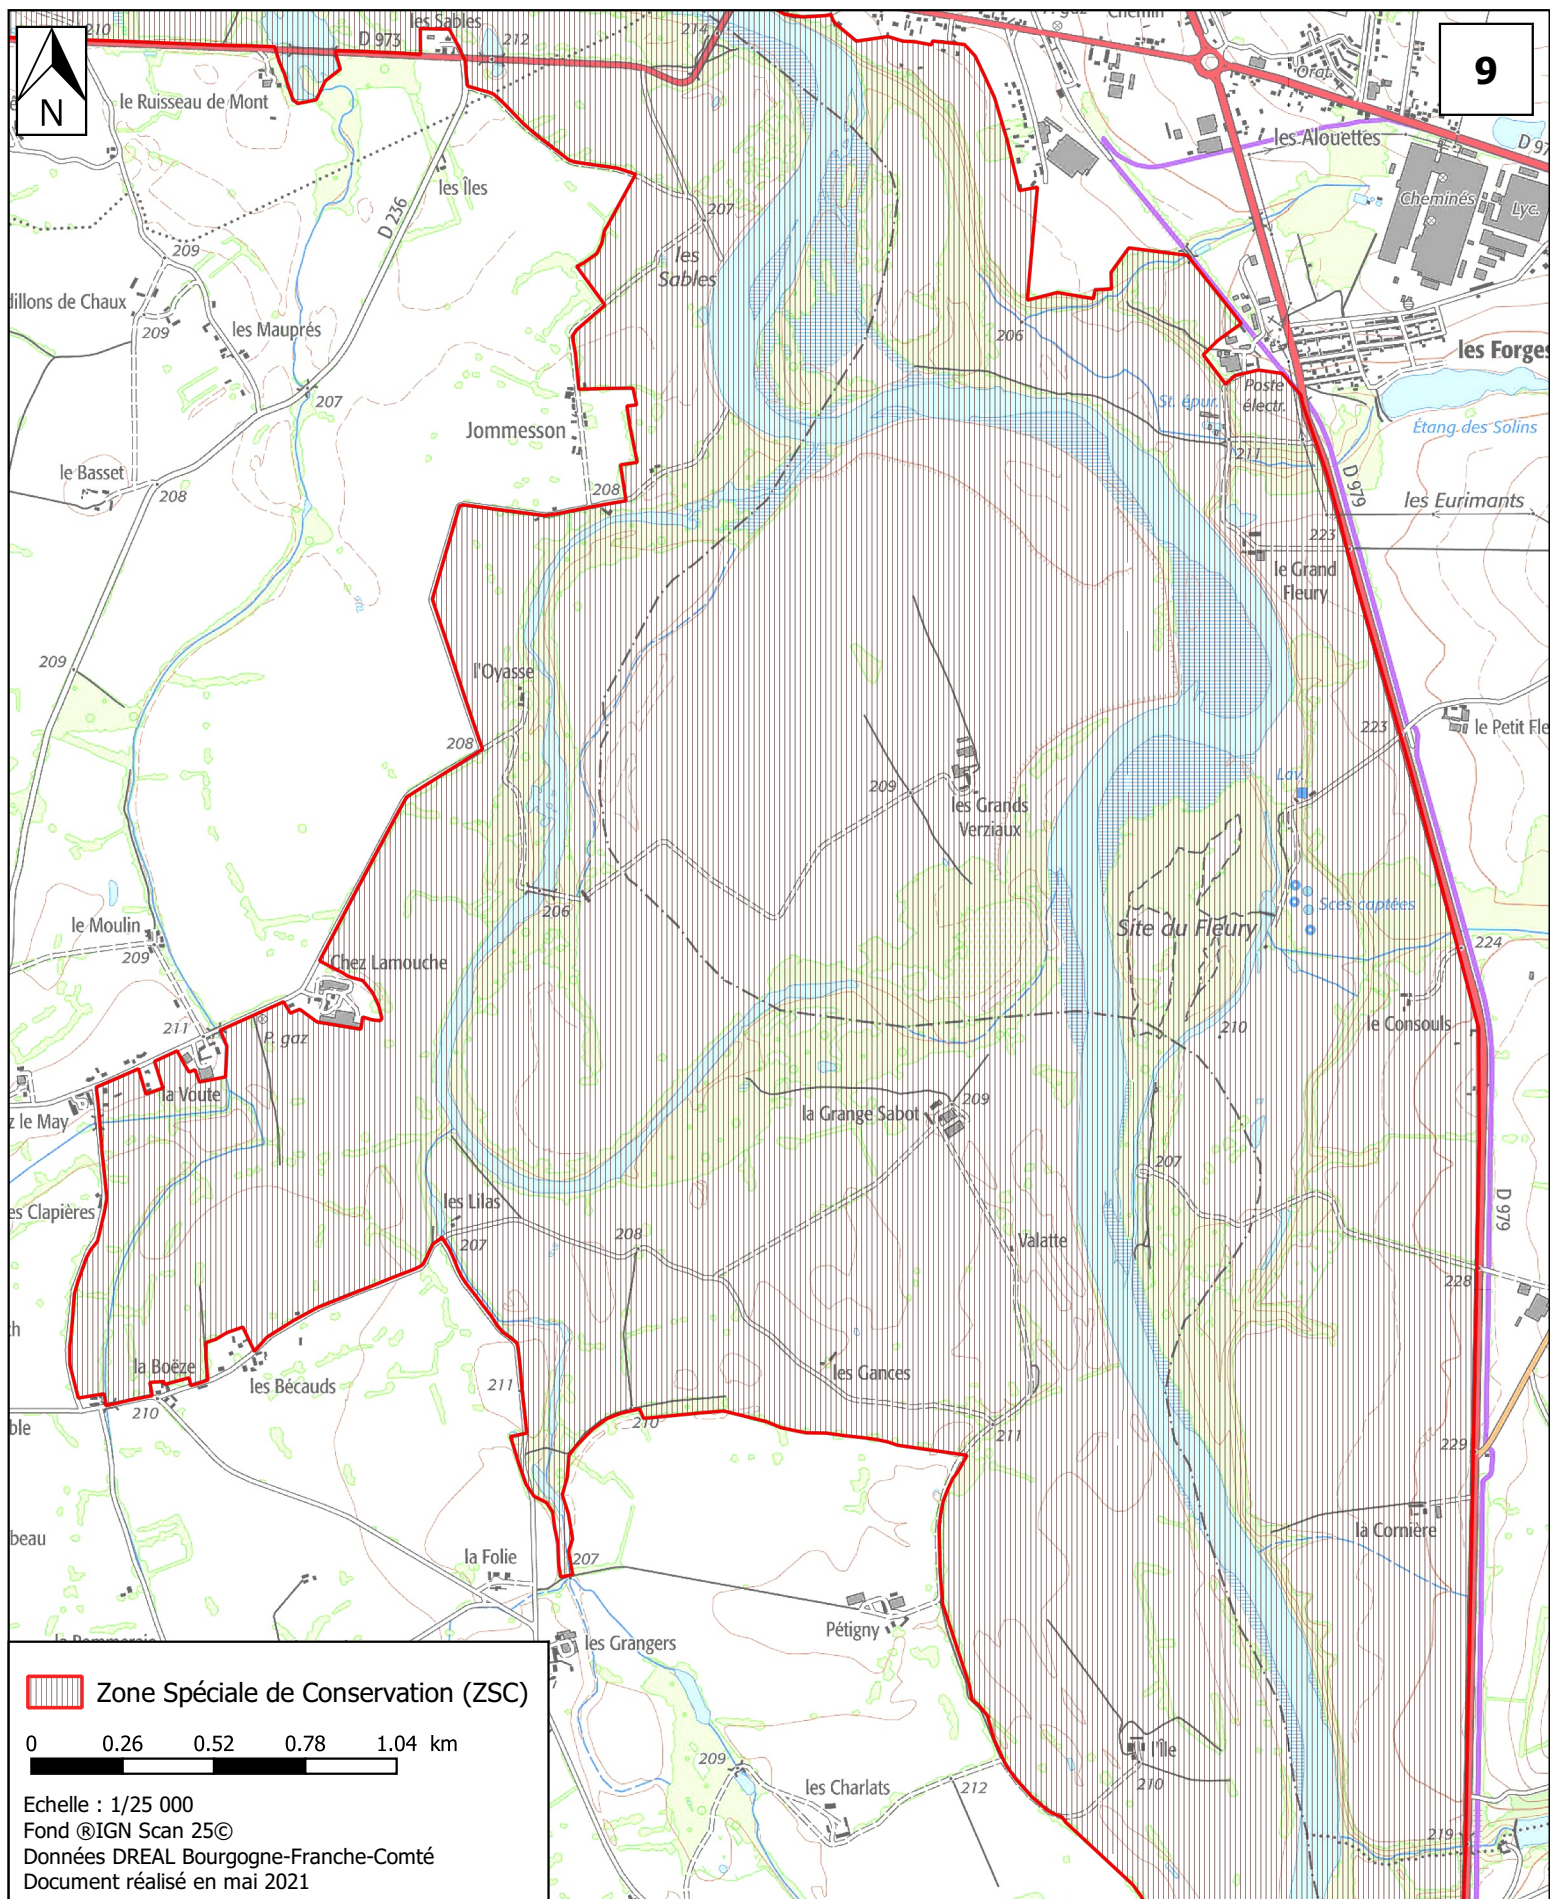 210
les Sables
D 973
212
214
Chemin
9
N
le Ruisseau de Mont
Orat.
les Alouettes
D 97
les Îles
D 236
Cheminés
Lyc.
207
209
les
Sables
dillons de Chaux
209
les Mauprés
206
les Forges
207
Poste
électr.
St. épur.
Étang des Solins
Jommesson
211
D 979
le Basset
208
208
les Eurimants
223
le Grand
Fleury
209
l'Oyasse
208
223
le Petit Fle
Lav.
209
les Grands
Verziaux
206
Sces captées
Site du Fleury
le Moulin
209
224
Chez Lamouche
211
P. gaz
210
le Consouls
la Voute
z le May
la Grange Sabot
209
207
es Clapières
les Lilas
207
208
Valatte
D 979
228
la Boëze
les Bécauds
211
les Gances
210
210
211
229
beau
la Folie
207
la Cornière
Pétigny
les Grangers
Zone Spéciale de Conservation (ZSC)
0 0.26 0.52 0.78 1.04 km
209
l'Île
210
les Charlats
212
Echelle : 1/25 000
Fond ®IGN Scan 25©
Données DREAL Bourgogne-Franche-Comté
Document réalisé en mai 2021
219